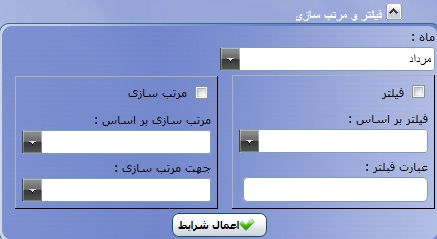 فیلتر و مرتب سازی
ماه :
مرداد
فیلتر
فیلتر بر اساس :
عبارت فیلتر :
مرتب سازی
مرتب سازی بر اساس :
جهت مرتب سازی :
اعمال شرایط